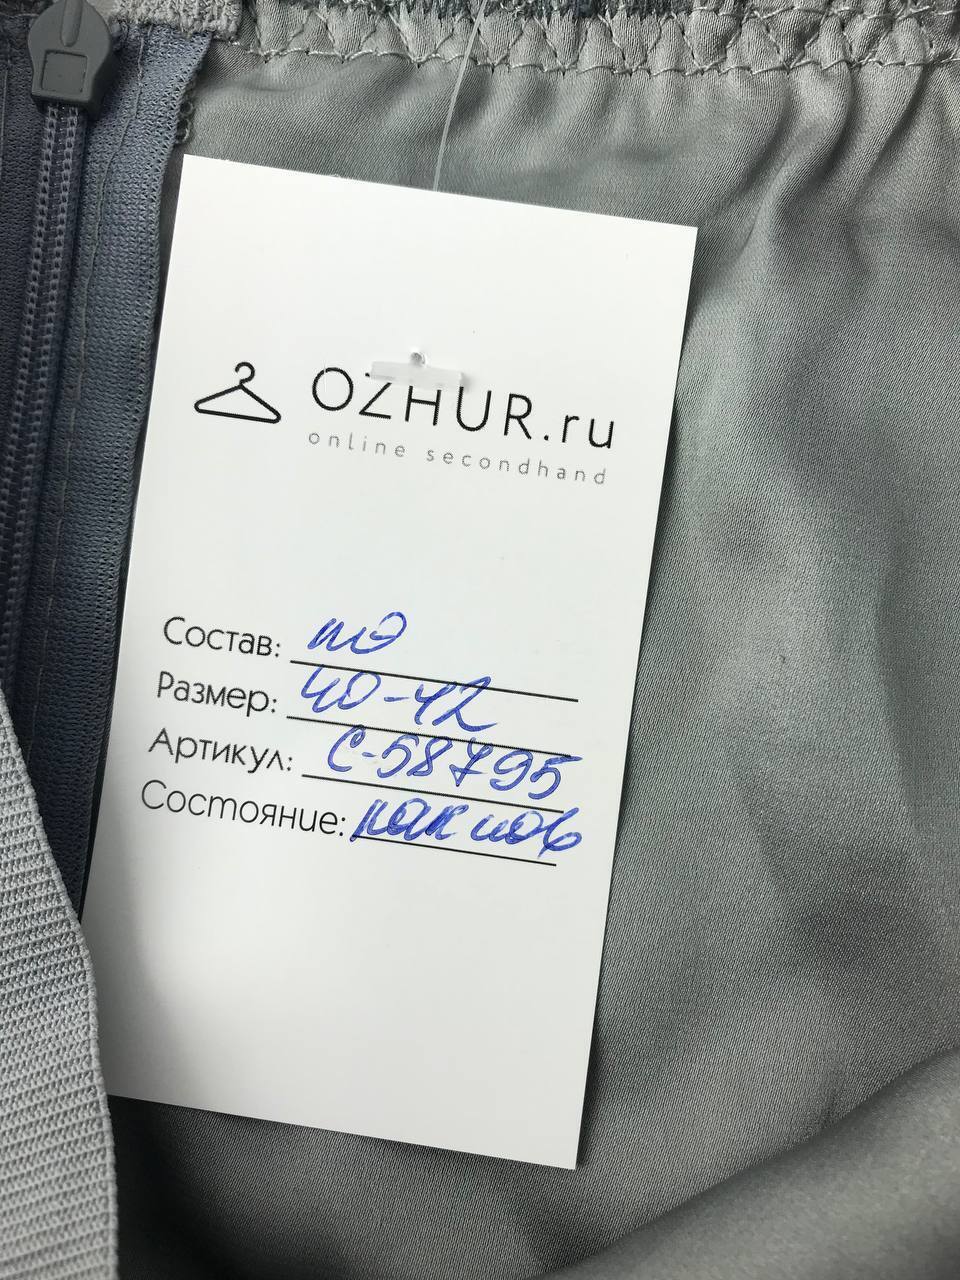 OZHUR.ru
online secondhand
Состав: пэ
Размер: 40-42
Артикул: С-58795
Состояние: как нов